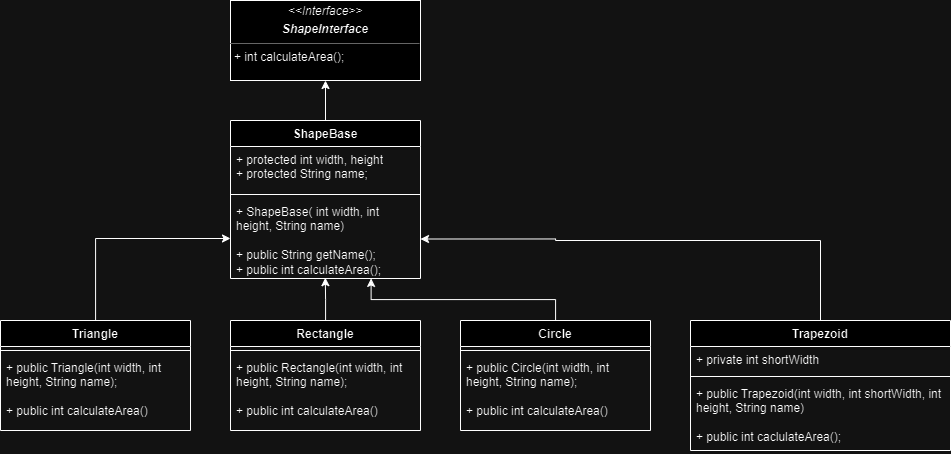 <<Interface>>
ShapeInterface
+ int calculateArea();
ShapeBase
+ protected int width, height
+ protected String name;
+ ShapeBase( int width, int
height, String name)
+ public String getName();
+ public int calculateArea();
Triangle
+ public Triangle(int width, int
height, String name);
+ public int calculateArea()
Rectangle
+ public Rectangle(int width, int
height, String name);
+ public int calculateArea()
Circle
+ public Circle(int width, int
height, String name);
+ public int calculateArea()
Trapezoid
+ private int shortWidth
+ public Trapezoid(int width, int shortWidth, int
height, String name)
+ public int caclulateArea();